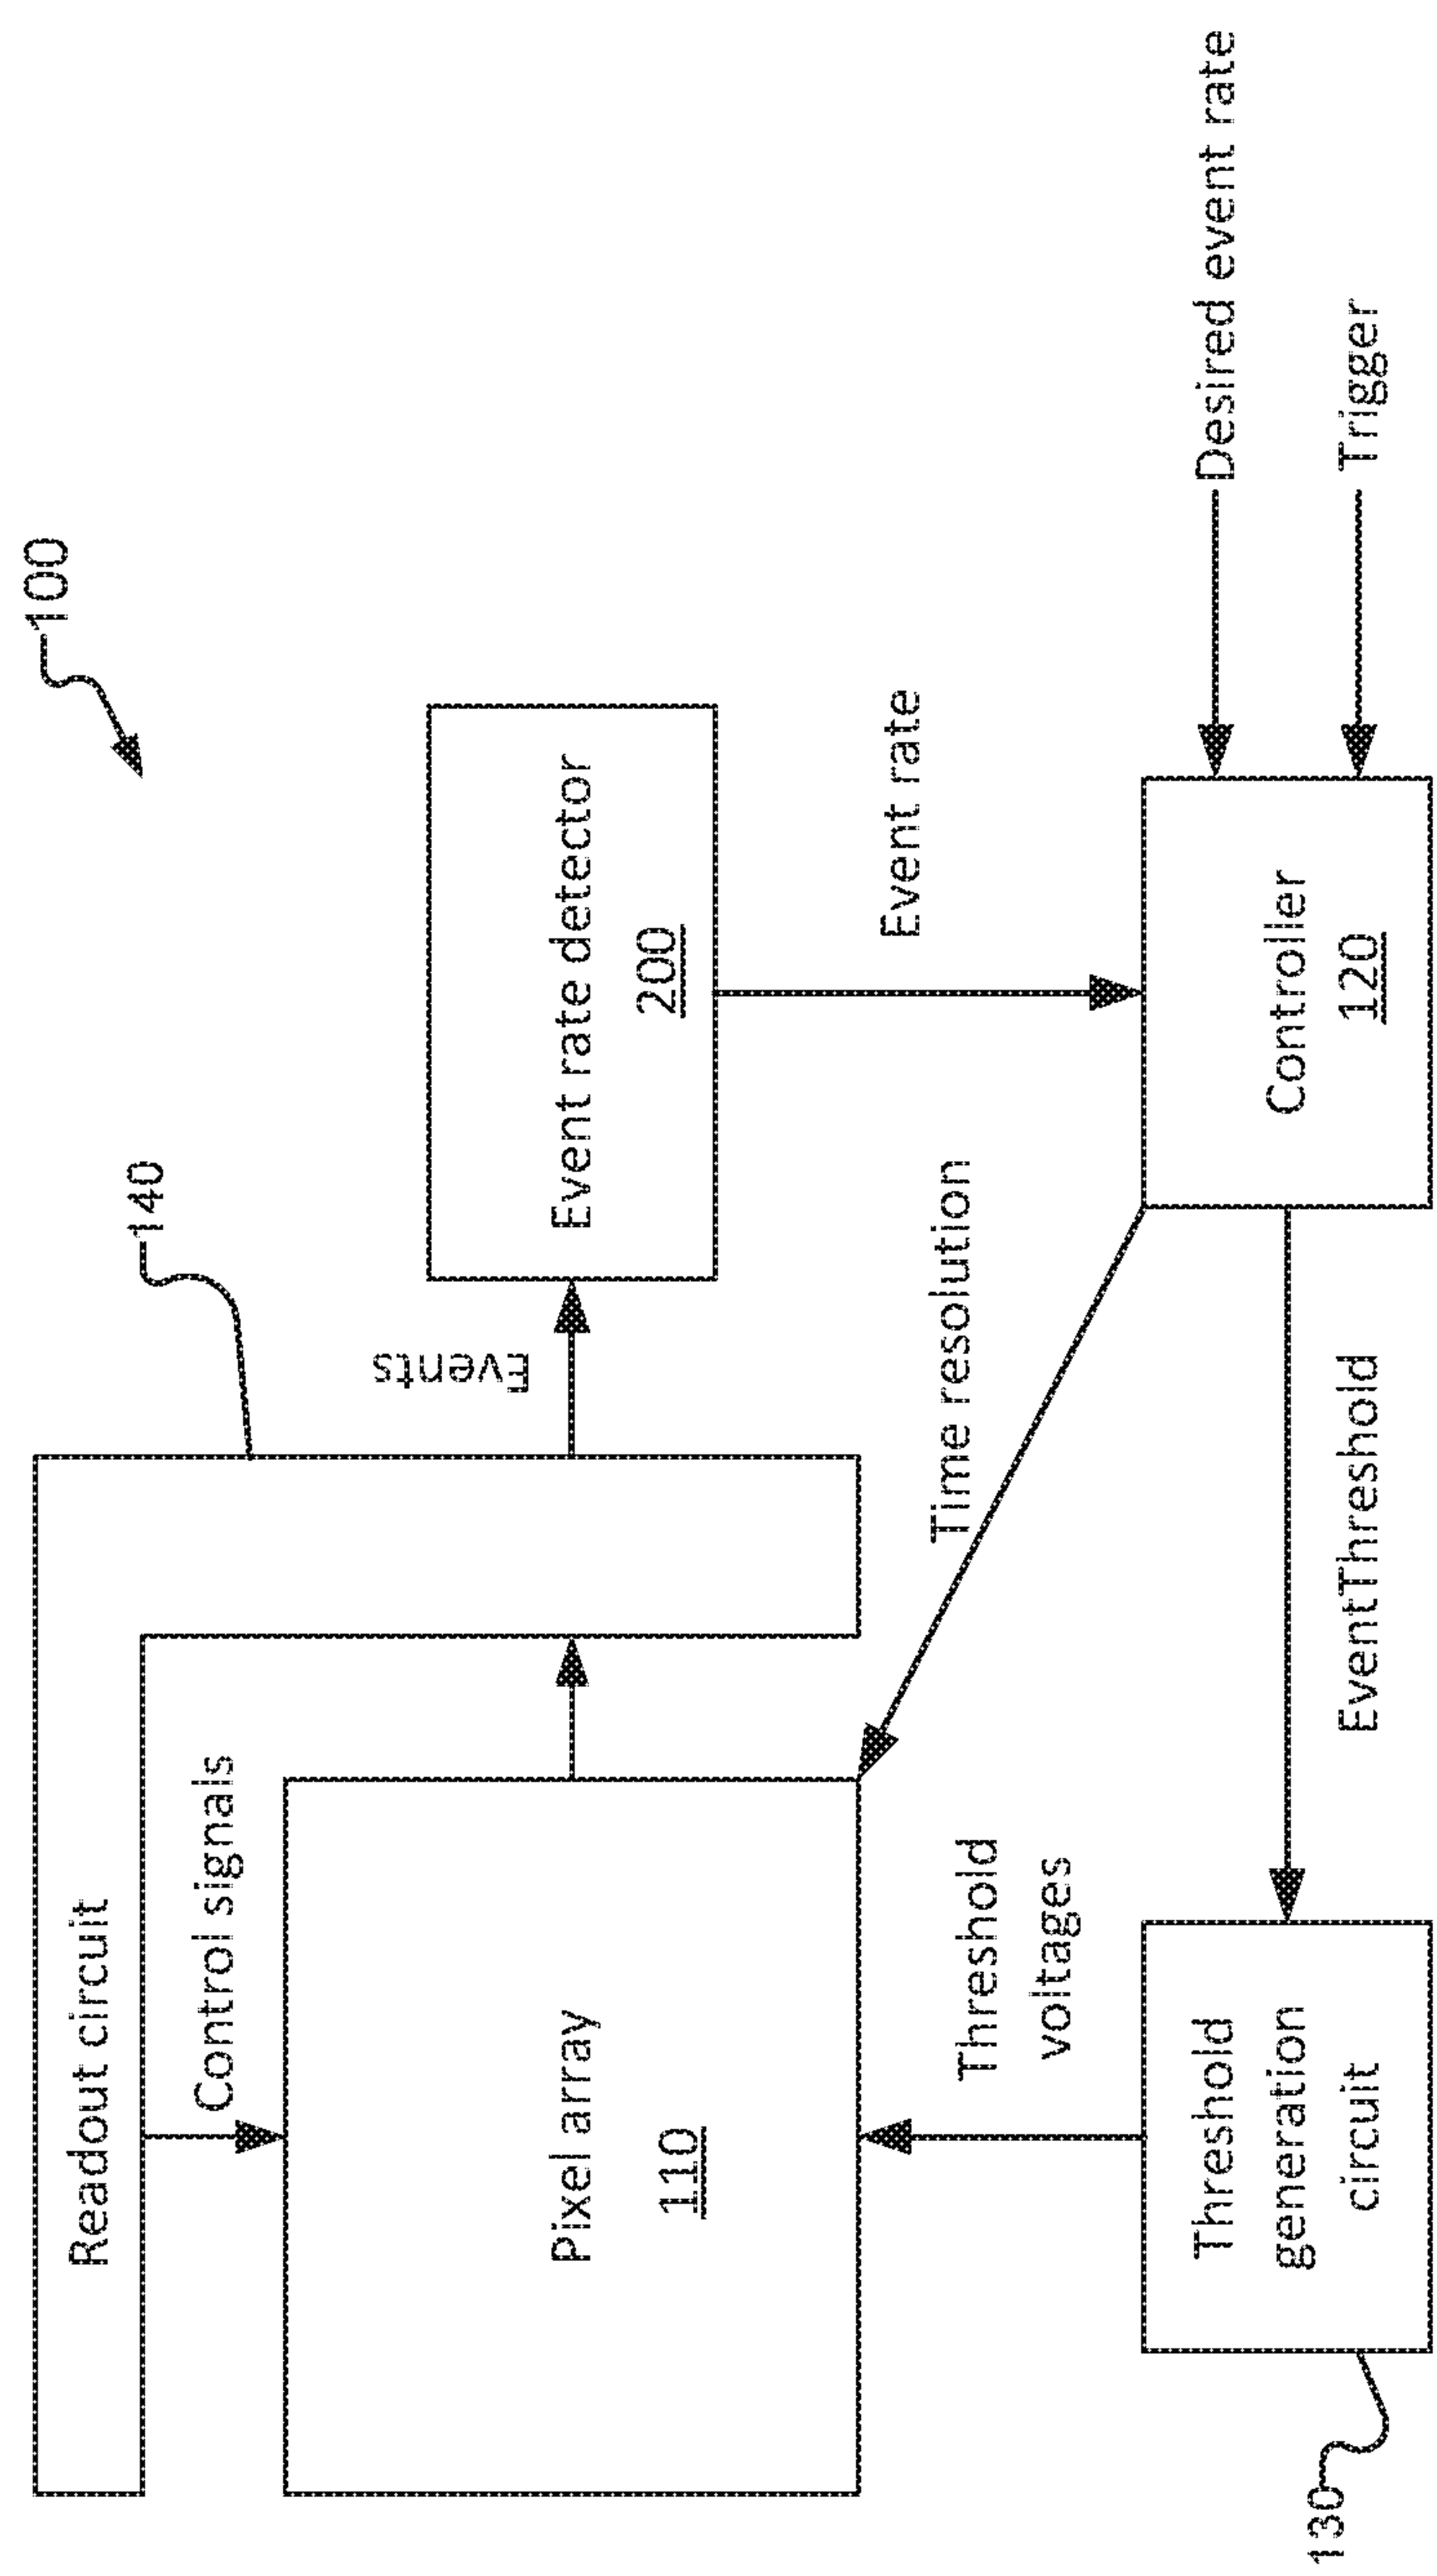 100
140
Readout circuit
Control signals
Events
Event rate detector
200
Pixel array
110
Event rate
Time resolution
Threshold
voltages
Desired event rate
Trigger
Controller
120
EventThreshold
Threshold
generation
circuit
130